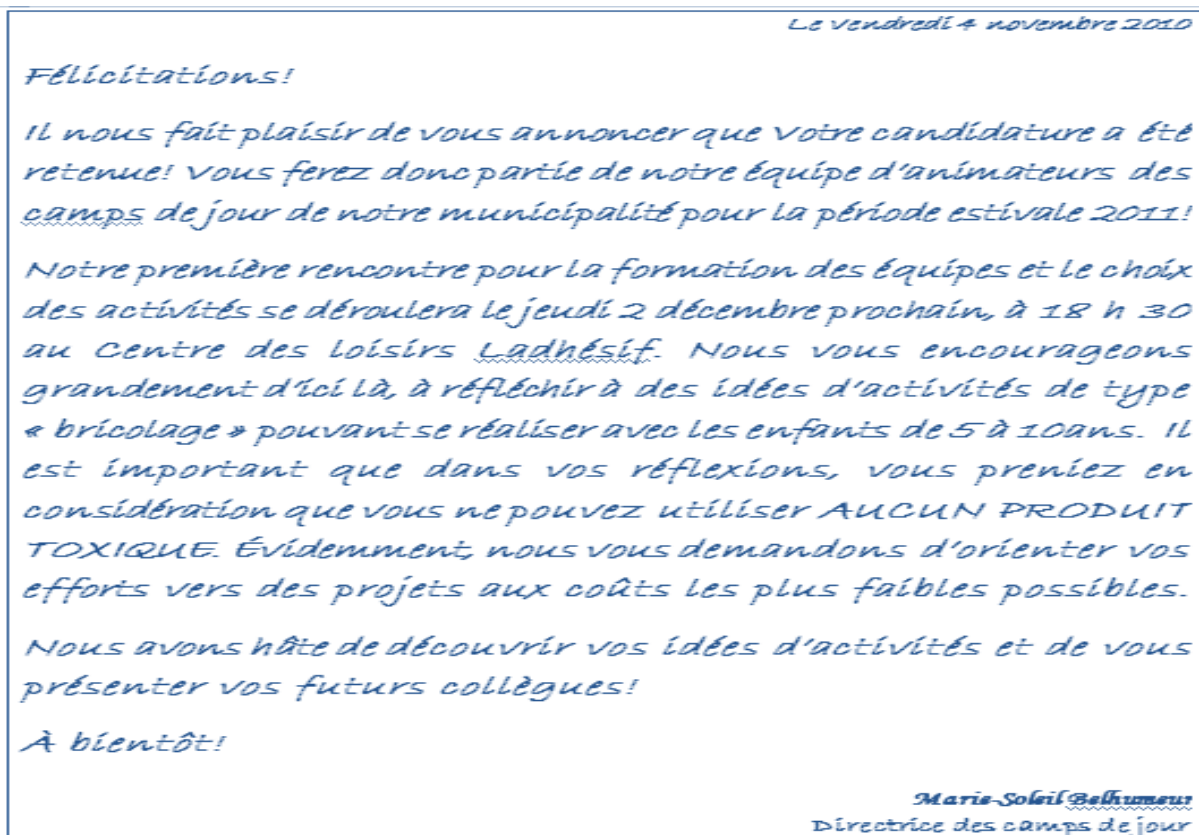 Le vendredi 4 novembre 2010
Félicitations!
Il nous fait plaisir de vous annoncer que votre candidature a été
retenue! Vous ferez donc partie de notre équipe d'animateurs des
camps de jour de notre municipalité pour la période estivale 2011!
Notre première rencontre pour la formation des équipes et le choix
des activités se déroulera le jeudi 2 décembre prochain, à 18 h 30
au Centre des loisirs Ladhésif. Nous vous encourageons
grandement d'ici là, à réfléchir à des idées d'activités de type
« bricolage » pouvant se réaliser avec les enfants de 5 à 10ans. Il
est important que dans vos réflexions, vous preniez en
considération que vous ne pouvez utiliser AUCUN PRODUIT
TOXIQUE. Évidemment, nous vous demandons d'orienter vos
efforts vers des projets aux coûts les plus faibles possibles.
Nous avons hâte de découvrir vos idées d'activités et de vous
présenter vos futurs collègues!
À bientôt!
Marie-Soleil Belhumeur
Directrice des camps de jour